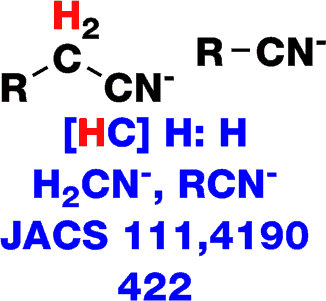 H2
C
R CN-
R-CN-
[HC] H: H
H2CN-, RCN-
JACS 111,4190
422